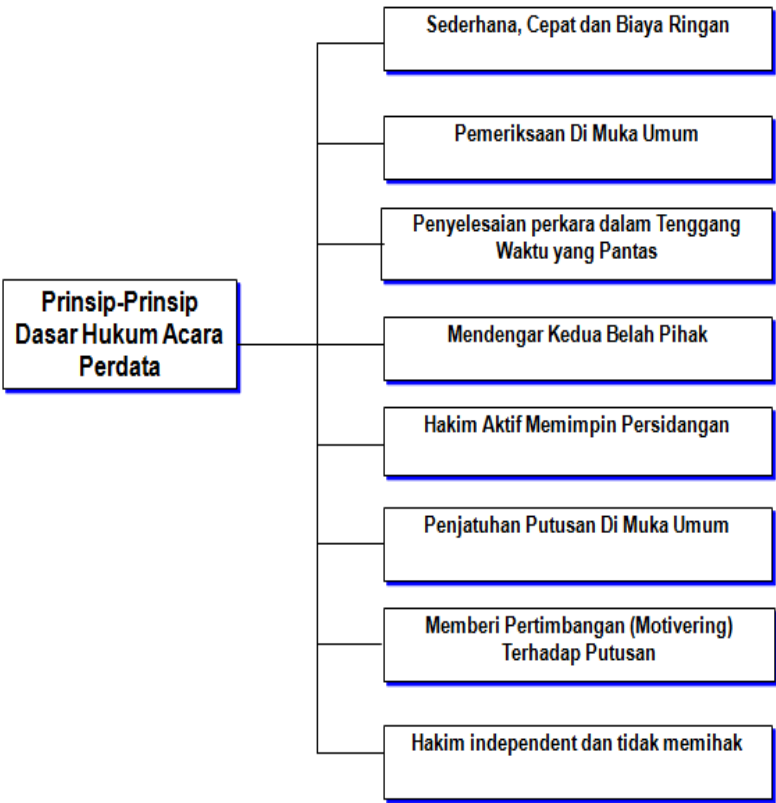 Prinsip-Prinsip
Dasar Hukum Acara
Perdata
Sederhana, Cepat dan Biaya Ringan
Pemeriksaan Di Muka Umum
Penyelesaian perkara dalam Tenggang
Waktu yang Pantas
Mendengar Kedua Belah Pihak
Hakim Aktif Memimpin Persidangan
Penjatuhan Putusan Di Muka Umum
Memberi Pertimbangan (Motivering)
Terhadap Putusan
Hakim independent dan tidak memihak